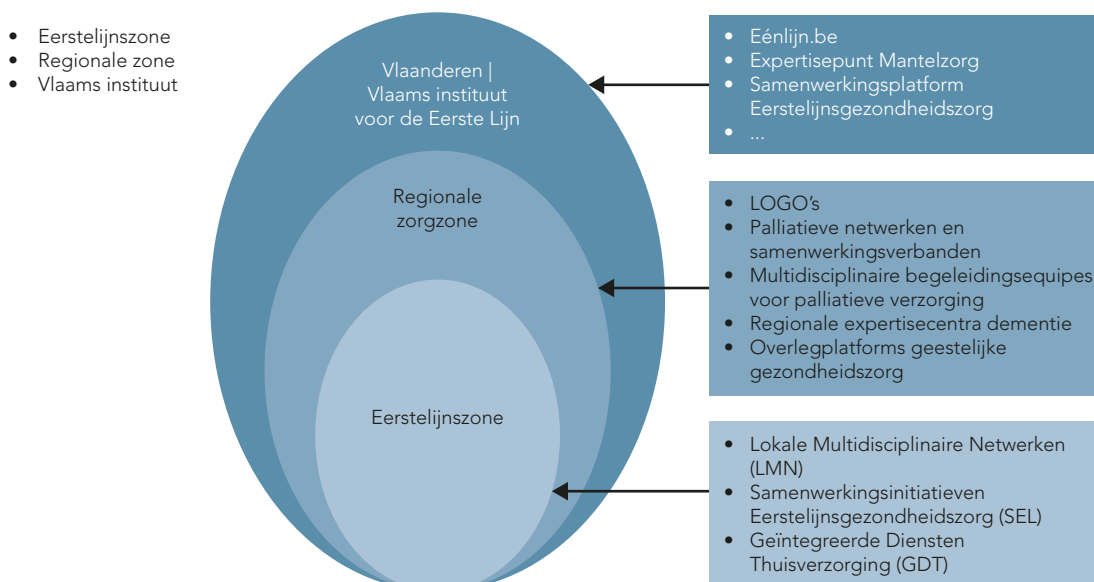 • Eerstelijnszone
• Regionale zone
• Vlaams instituut
Vlaanderen |
Vlaams instituut
voor de Eerste Lijn
Regionale
zorgzone
Eerstelijnszone
• Eénlijn.be
• Expertisepunt Mantelzorg
• Samenwerkingsplatform
Eerstelijnsgezondheidszorg
• ...
• LOGO’s
• Palliatieve netwerken en
samenwerkingsverbanden
• Multidisciplinaire begeleidingsequipes
voor palliatieve verzorging
• Regionale expertisecentra dementie
• Overlegplatforms geestelijke
gezondheidszorg
• Lokale Multidisciplinaire Netwerken
(LMN)
• Samenwerkingsinitiatieven
Eerstelijnsgezondheidszorg (SEL)
• Geïntegreerde Diensten
Thuisverzorging (GDT)